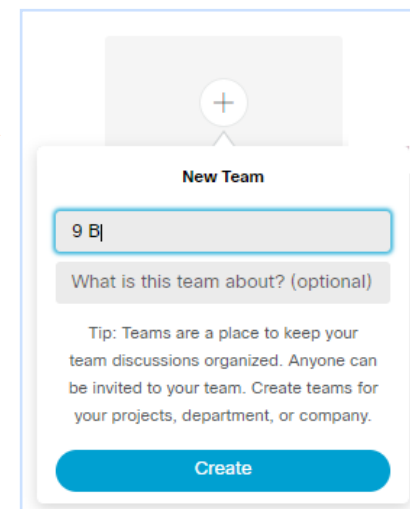 New Team
9 B
What is this team about? (optional)
Tip: Teams are a place to keep your
team discussions organized. Anyone can
be invited to your team. Create teams for
your projects, department, or company.
Create